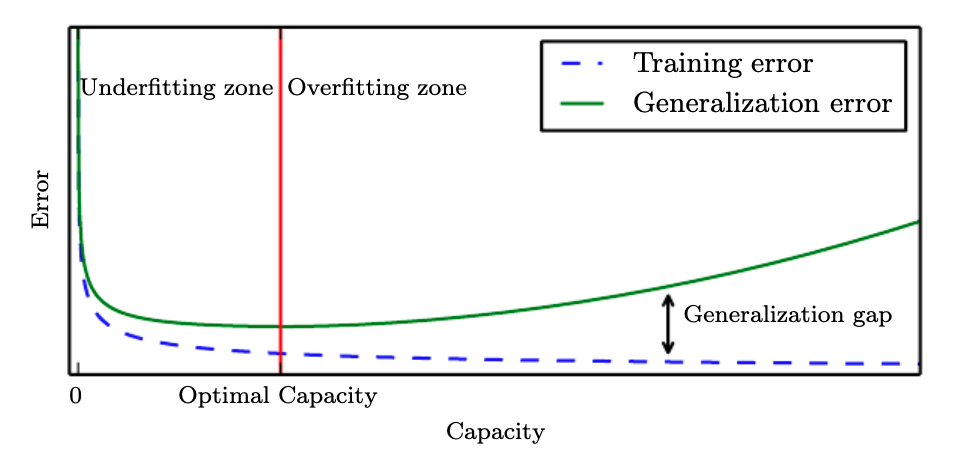 Underfitting zone
Overfitting zone
Training error
Generalization error
Error
Generalization gap
0
Optimal Capacity
Capacity